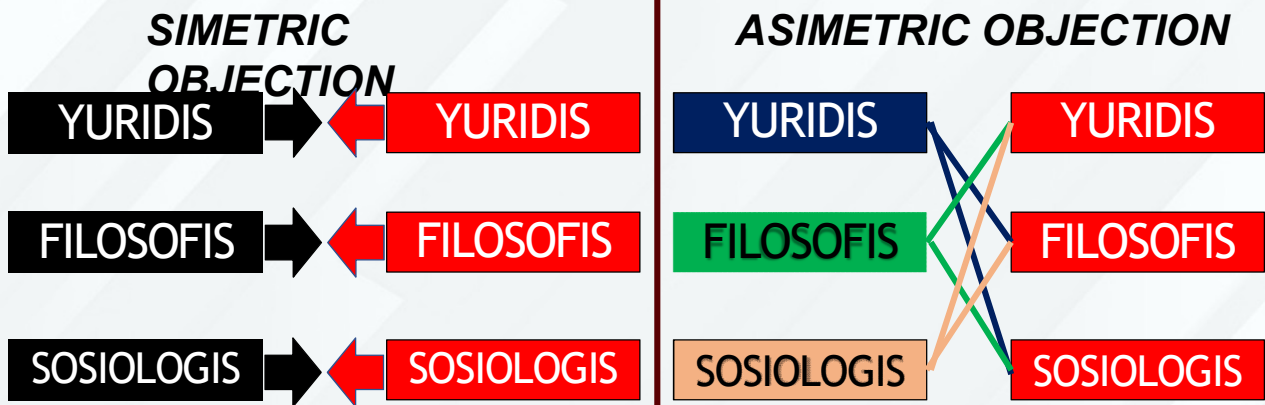 SIMETRIC
OBJECTION
YURIDIS
YURIDIS
FILOSOFIS
FILOSOFIS
SOSIOLOGIS
SOSIOLOGIS
ASIMETRIC OBJECTION
YURIDIS
YURIDIS
FILOSOFIS
FILOSOFIS
SOSIOLOGIS
SOSIOLOGIS